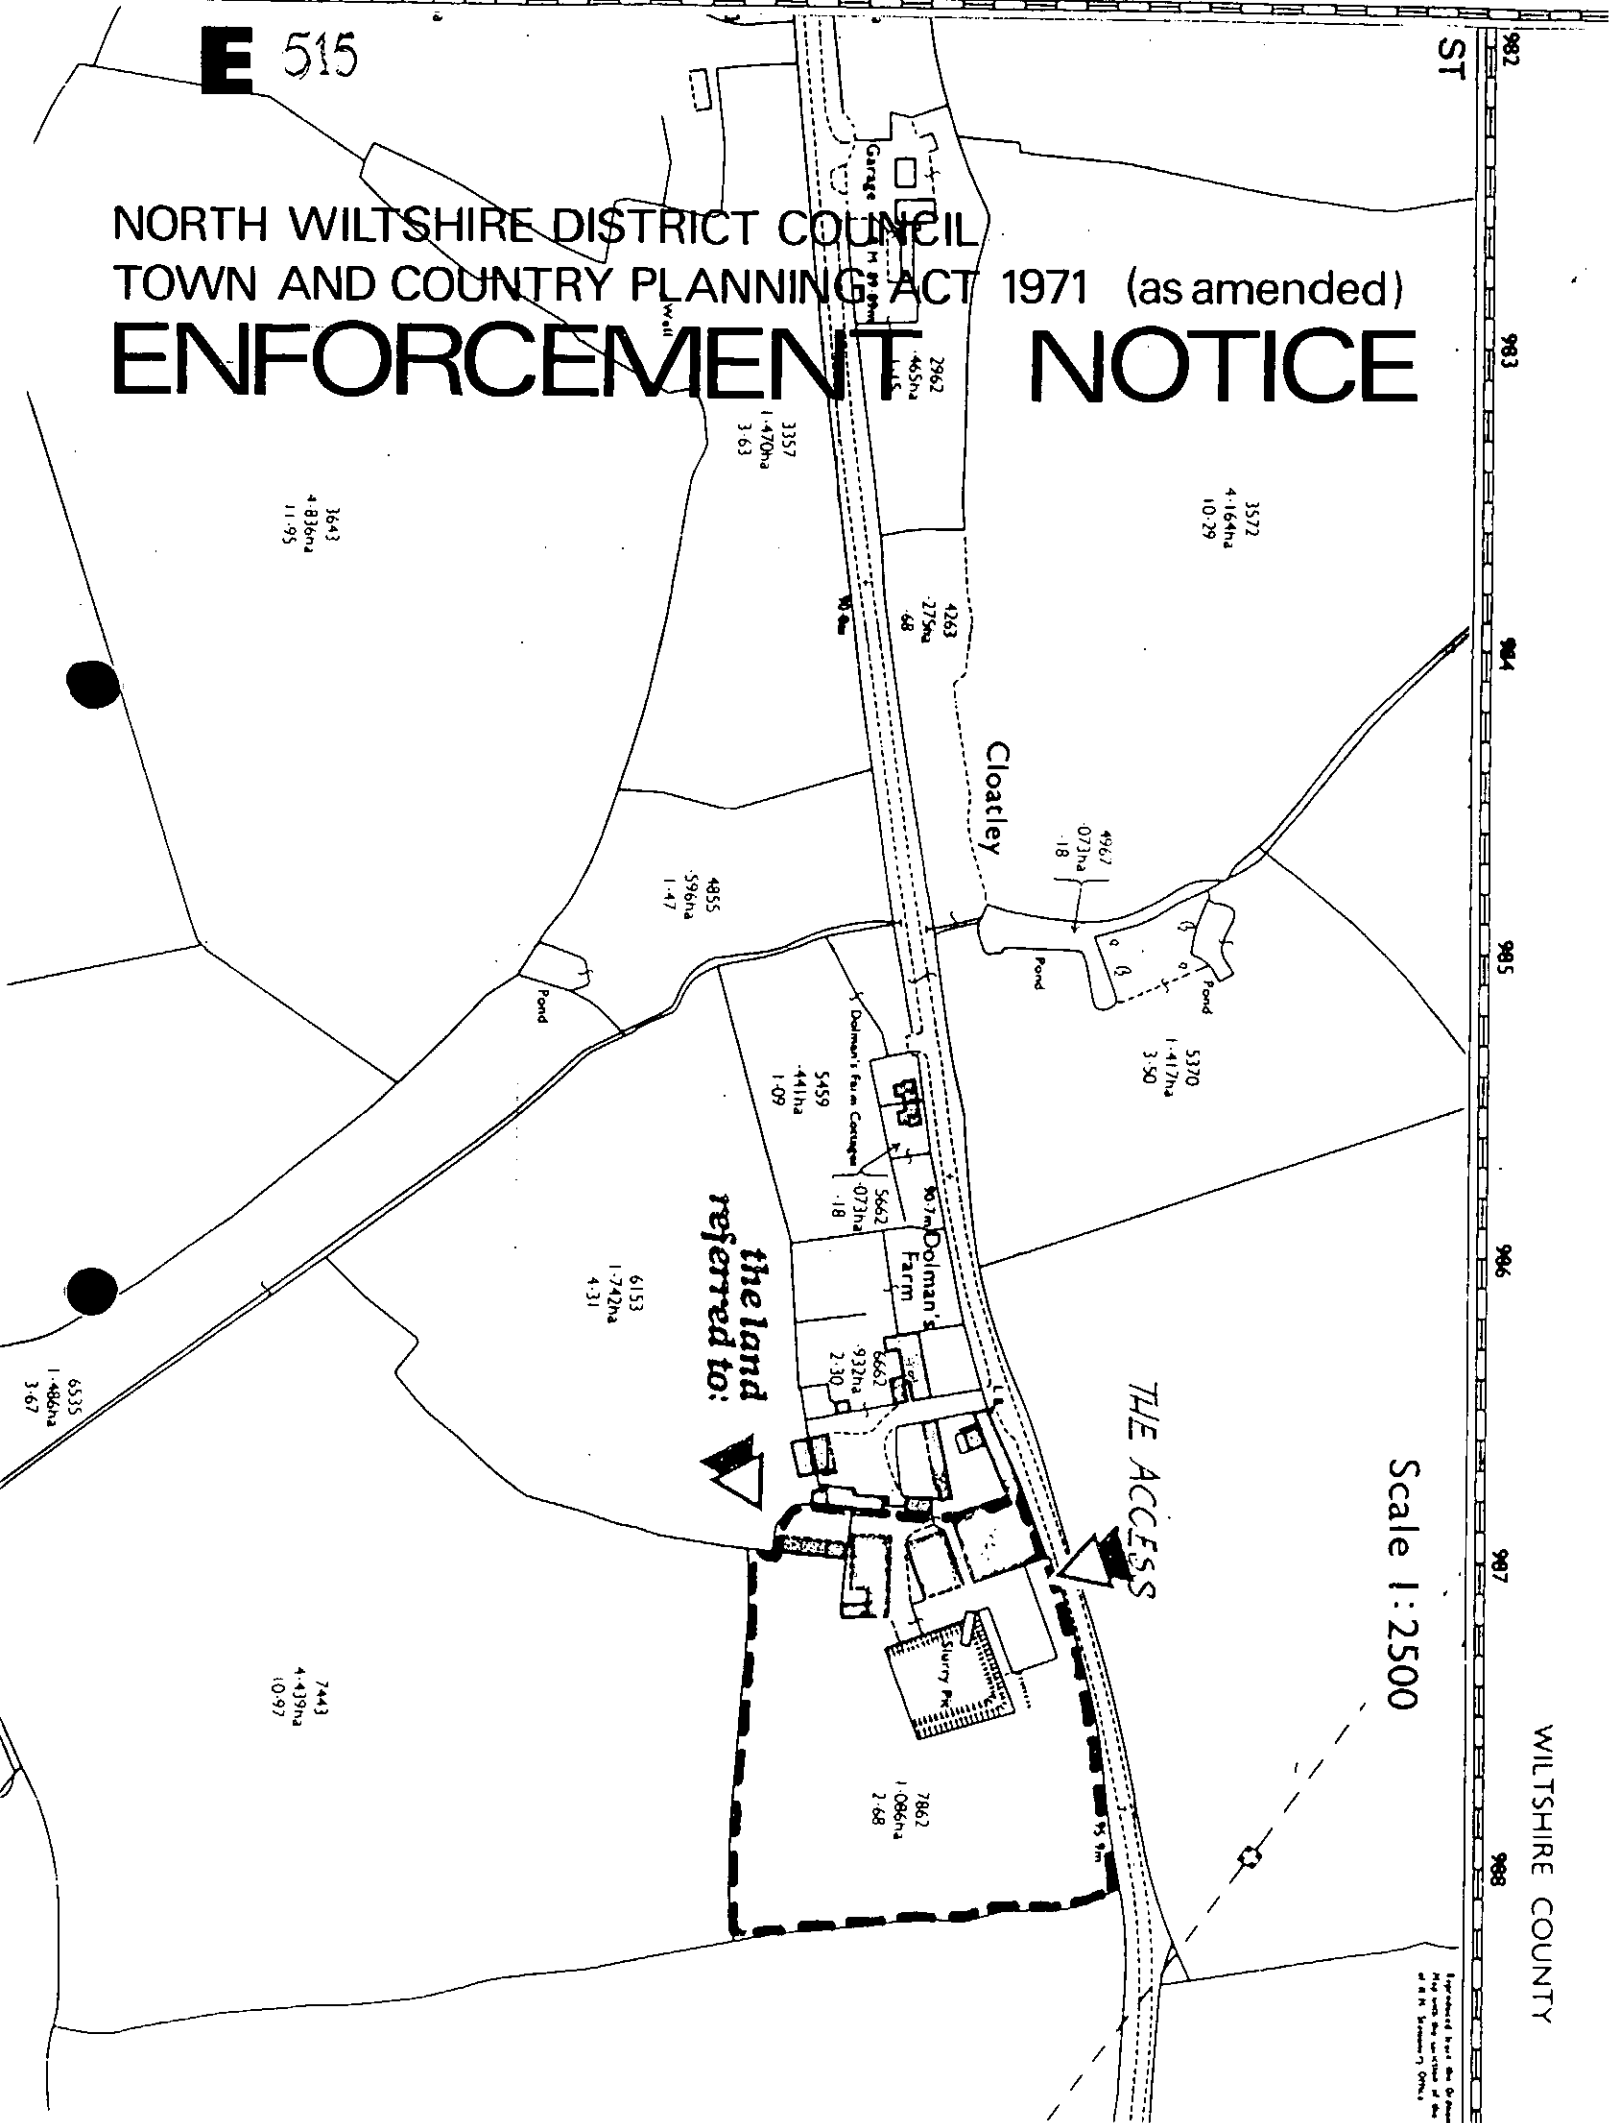 E 515
NORTH WILTSHIRE DISTRICT COUNCIL
TOWN AND COUNTRY PLANNING ACT 1971 (as amended)
ENFORCEMENT NOTICE
ST
982
983
984
985
986
987
988
WILTSHIRE COUNTY
Scale 1:2500
THE ACCESS
the land
referred to:
Garage
Well
2962
·465ha
3357
1·470ha
3·63
3643
4·836ha
11·95
3572
4·164ha
10·29
4263
·275ha
·68
Cloatley
4967
·073ha
·18
Pond
Pond
5370
1·417ha
3·50
4855
·596ha
1·47
Pond
Dolman's Farm Cottages
5459
·441ha
1·09
5662
·073ha
·18
90·7m
Dolman's
Farm
6153
1·742ha
4·31
6662
·932ha
2·30
6535
1·486ha
3·67
Slurry Pit
7443
4·439ha
10·97
7862
1·086ha
2·68
95·9m